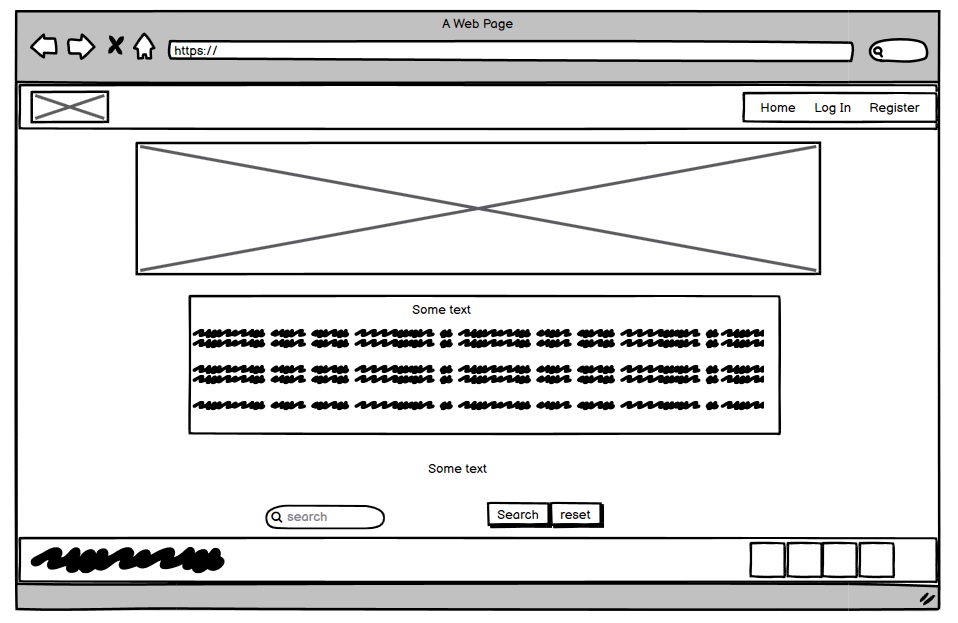 A Web Page
https://
Home Log In Register
Some text
Some text
search Search reset